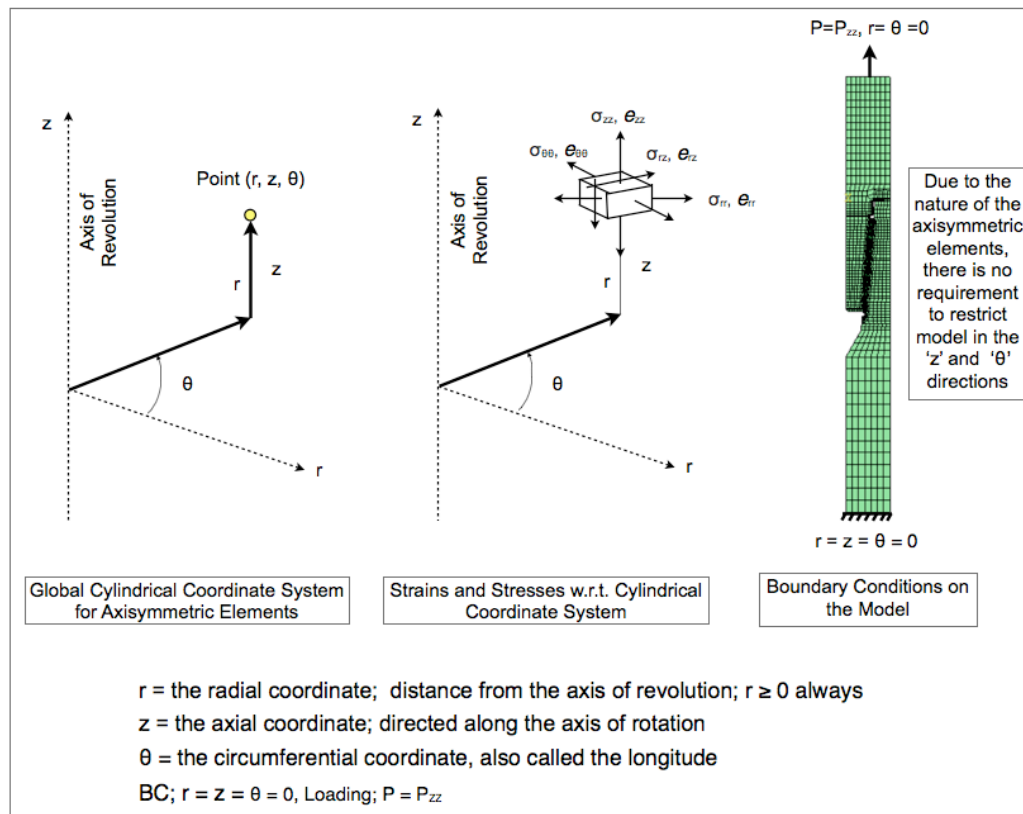 P=Pzz, r= θ =0
z
Axis of
Revolution
Point (r, z, θ)
r
z
θ
r
z
Axis of
Revolution
σzz, ezz
σθθ, eθθ
σrz, erz
σrr, err
z
r
θ
r
Due to the
nature of the
axisymmetric
elements,
there is no
requirement
to restrict
model in the
'z' and 'θ'
directions
r = z = θ = 0
Global Cylindrical Coordinate System
for Axisymmetric Elements
Strains and Stresses w.r.t. Cylindrical
Coordinate System
Boundary Conditions on
the Model
r = the radial coordinate; distance from the axis of revolution; r ≥ 0 always
z = the axial coordinate; directed along the axis of rotation
θ = the circumferential coordinate, also called the longitude
BC; r = z = θ = 0, Loading; P = Pzz